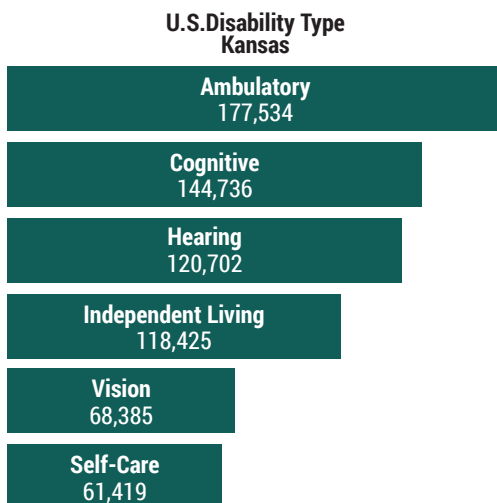 U.S.Disability Type
Kansas
Ambulatory
177,534
Cognitive
144,736
Hearing
120,702
Independent Living
118,425
Vision
68,385
Self-Care
61,419